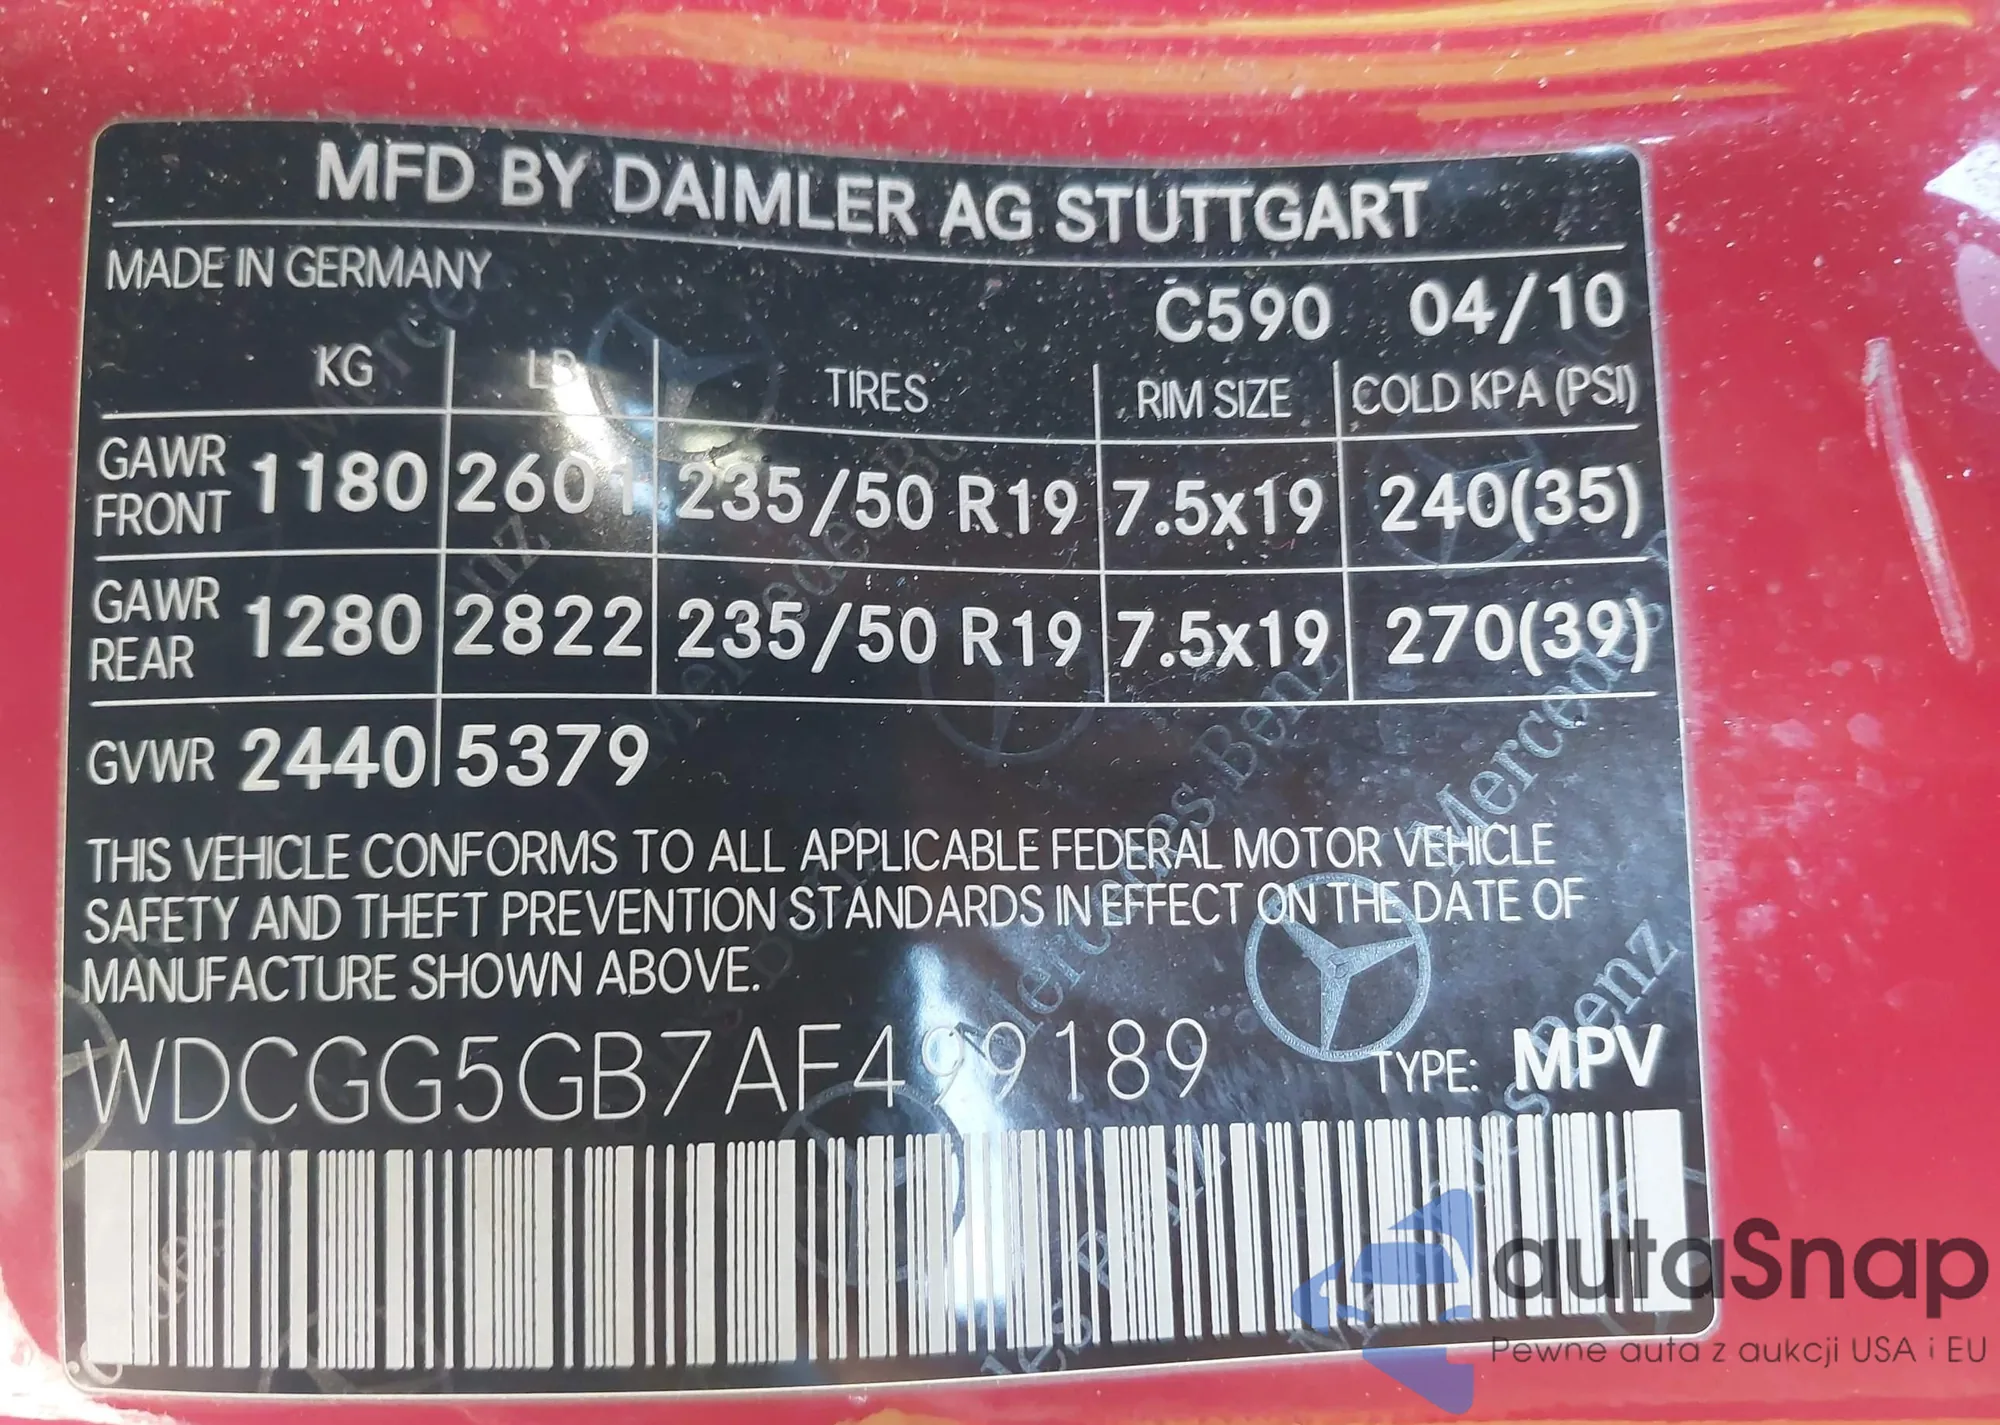 MFD BY DAIMLER AG STUTTGART
MADE IN GERMANY
C590 04/10
KG LB TIRES RIM SIZE COLD KPA (PSI)
GAWR FRONT 1180 2601 235/50 R19 7.5x19 240(35)
GAWR REAR 1280 2822 235/50 R19 7.5x19 270(39)
GVWR 2440 5379
THIS VEHICLE CONFORMS TO ALL APPLICABLE FEDERAL MOTOR VEHICLE
SAFETY AND THEFT PREVENTION STANDARDS IN EFFECT ON THE DATE OF
MANUFACTURE SHOWN ABOVE.
WDCGG5GB7AF499189 TYPE: MPV
autaSnap
Pewne auta z aukcji USA i EU